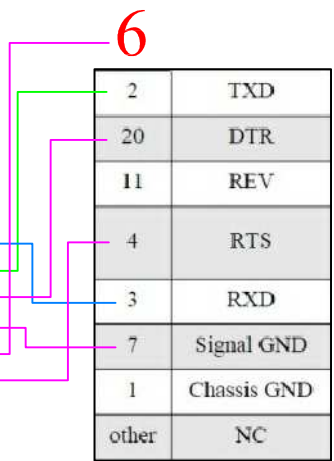 6
2 TXD
20 DTR
11 REV
4 RTS
3 RXD
7 Signal GND
1 Chassis GND
other NC